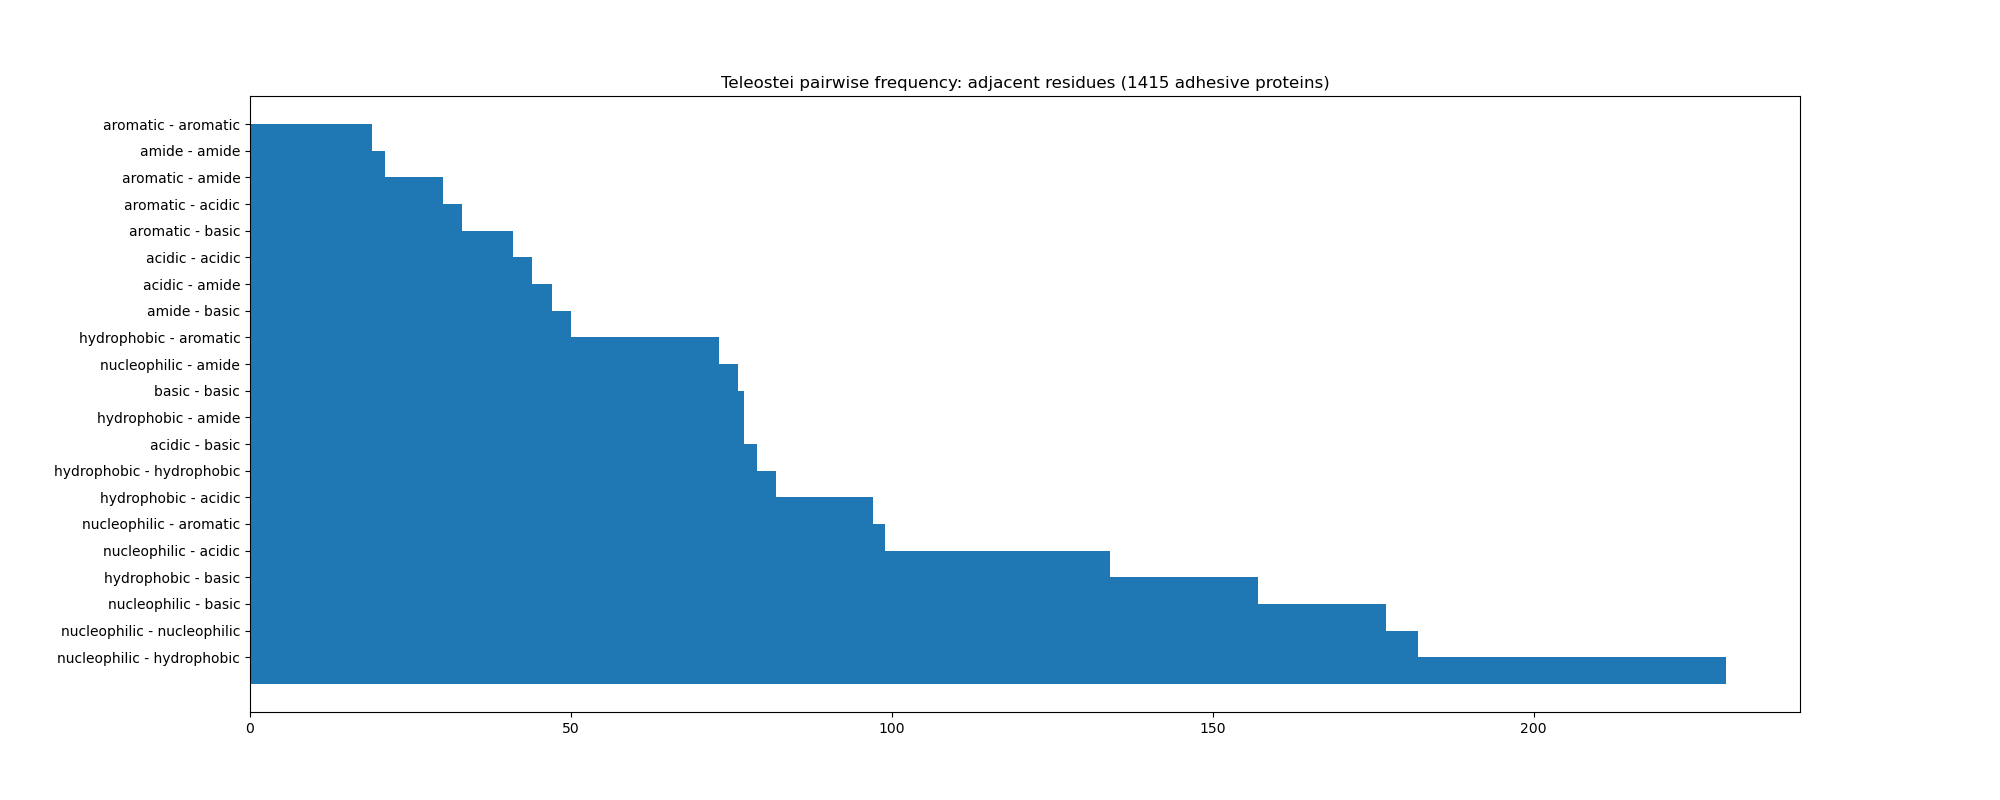 Teleostei pairwise frequency: adjacent residues (1415 adhesive proteins)
aromatic - aromatic
amide - amide
aromatic - amide
aromatic - acidic
aromatic - basic
acidic - acidic
acidic - amide
amide - basic
hydrophobic - aromatic
nucleophilic - amide
basic - basic
hydrophobic - amide
acidic - basic
hydrophobic - hydrophobic
hydrophobic - acidic
nucleophilic - aromatic
nucleophilic - acidic
hydrophobic - basic
nucleophilic - basic
nucleophilic - nucleophilic
nucleophilic - hydrophobic
0 50 100 150 200